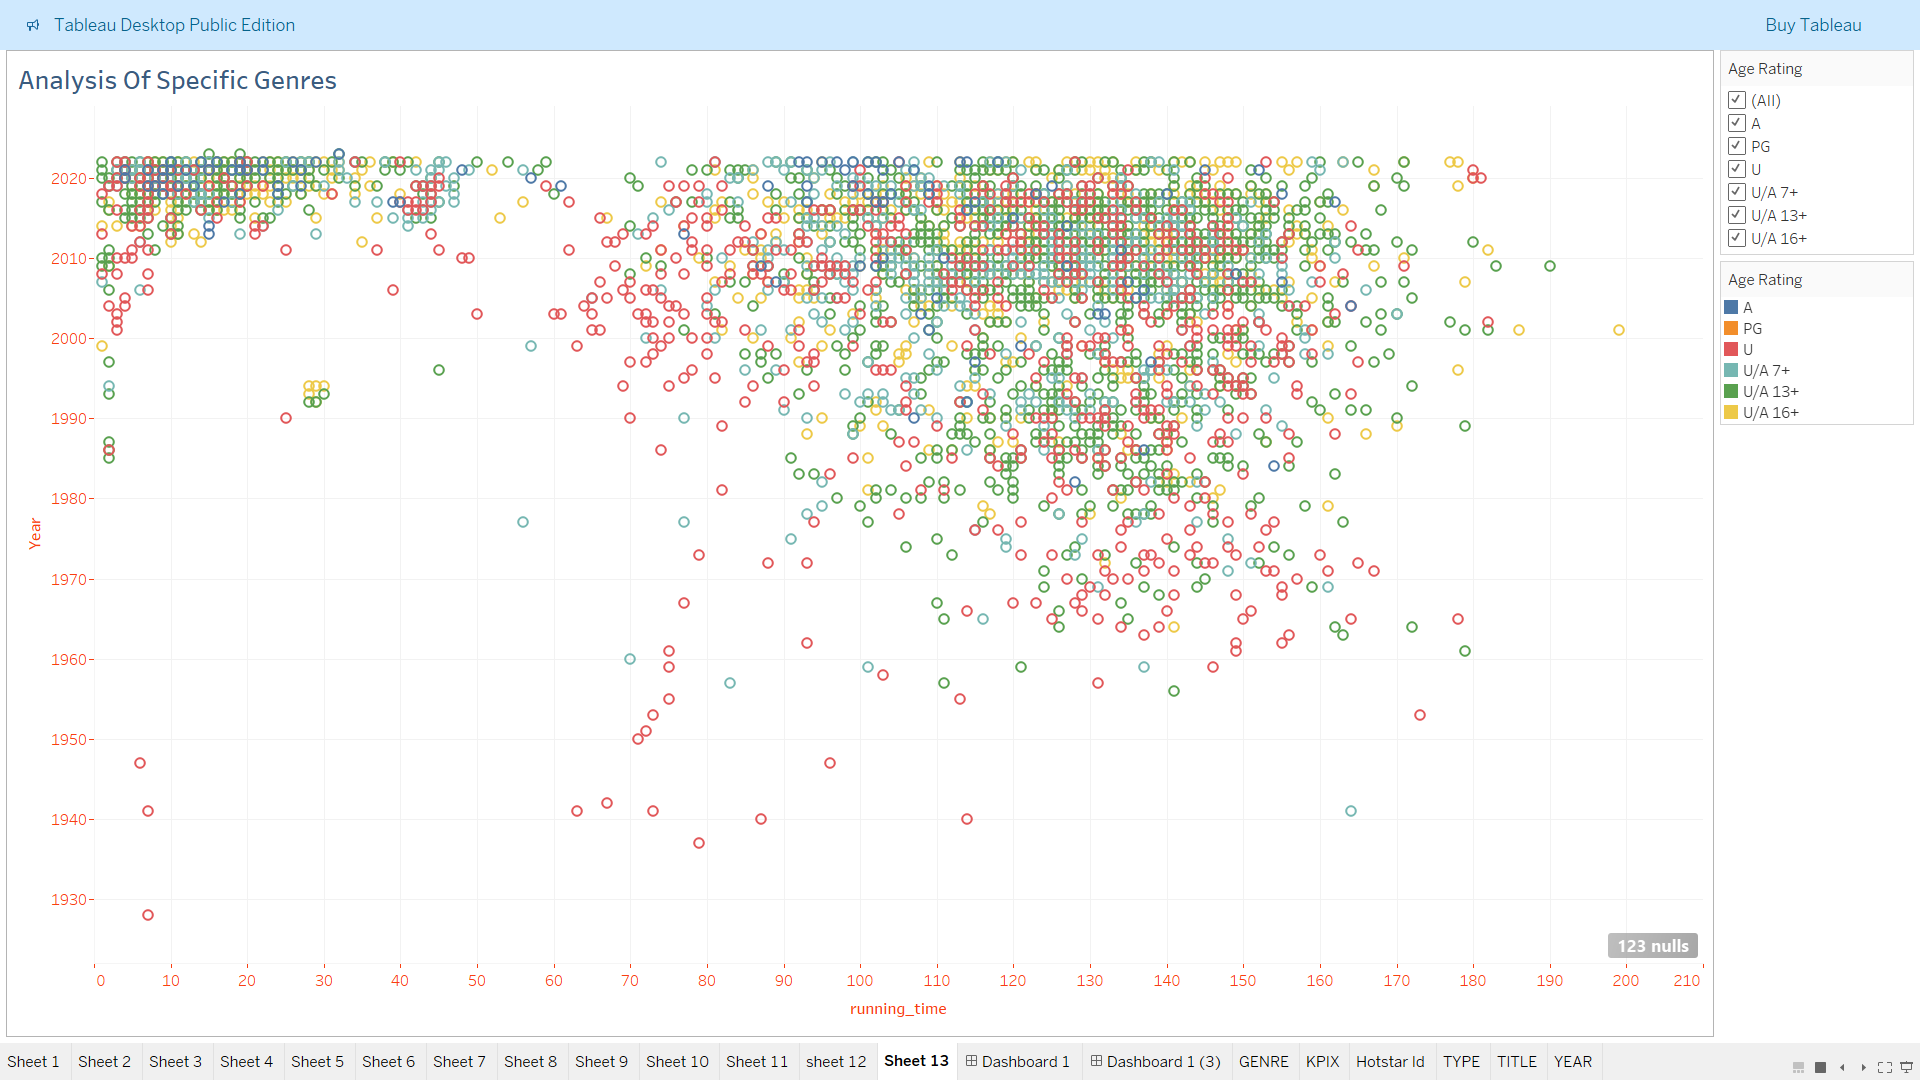 Tableau Desktop Public Edition
Buy Tableau
Analysis Of Specific Genres
Year
2020
2010
2000
1990
1980
1970
1960
1950
1940
1930
123 nulls
0 10 20 30 40 50 60 70 80 90 100 110 120 130 140 150 160 170 180 190 200 210
running_time
Age Rating
(All)
A
PG
U
U/A 7+
U/A 13+
U/A 16+
Age Rating
A
PG
U
U/A 7+
U/A 13+
U/A 16+
Sheet 1 Sheet 2 Sheet 3 Sheet 4 Sheet 5 Sheet 6 Sheet 7 Sheet 8 Sheet 9 Sheet 10 Sheet 11 sheet 12 Sheet 13 Dashboard 1 Dashboard 1 (3) GENRE KPIX Hotstar Id TYPE TITLE YEAR